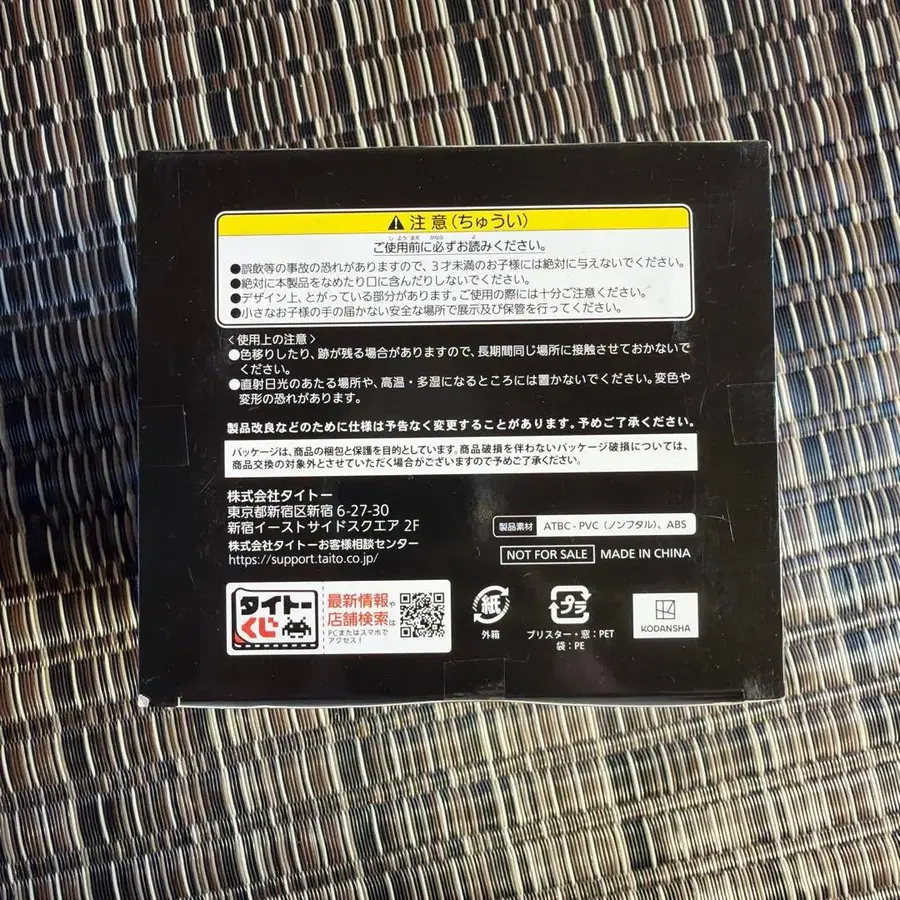 ⚠ 注意(ちゅうい)
ご使用前に必ずお読みください。
●誤飲等の事故の恐れがありますので、3才未満のお子様には絶対に与えないでください。
●絶対に本製品をなめたり口に含んだりしないでください。
●デザイン上、とがっている部分があります。ご使用の際には十分ご注意ください。
●小さなお子様の手の届かない安全な場所で展示及び保管を行ってください。
〈使用上の注意〉
●色移りしたり、跡が残る場合がありますので、長期間同じ場所に接触させておかないで
ください。
●直射日光のあたる場所や、高温・多湿になるところには置かないでください。変色や
変形の恐れがあります。
製品改良などのために仕様は予告なく変更することがあります。予めご了承ください。
パッケージは、商品の梱包と保護を目的としています。商品破損を伴わないパッケージ破損については、
商品交換の対象外とさせていただく場合がございますので予めご了承ください。
株式会社タイトー
東京都新宿区新宿 6-27-30
新宿イーストサイドスクエア 2F
株式会社タイトーお客様相談センター
https://support.taito.co.jp/
製品素材 ATBC-PVC(ノンフタル)、ABS
NOT FOR SALE MADE IN CHINA
タイトー
くじ
最新情報や
店舗検索は
PCまたはスマホで
アクセス!
紙
外箱
プラ
ブリスター・窓:PET
袋:PE
KODANSHA